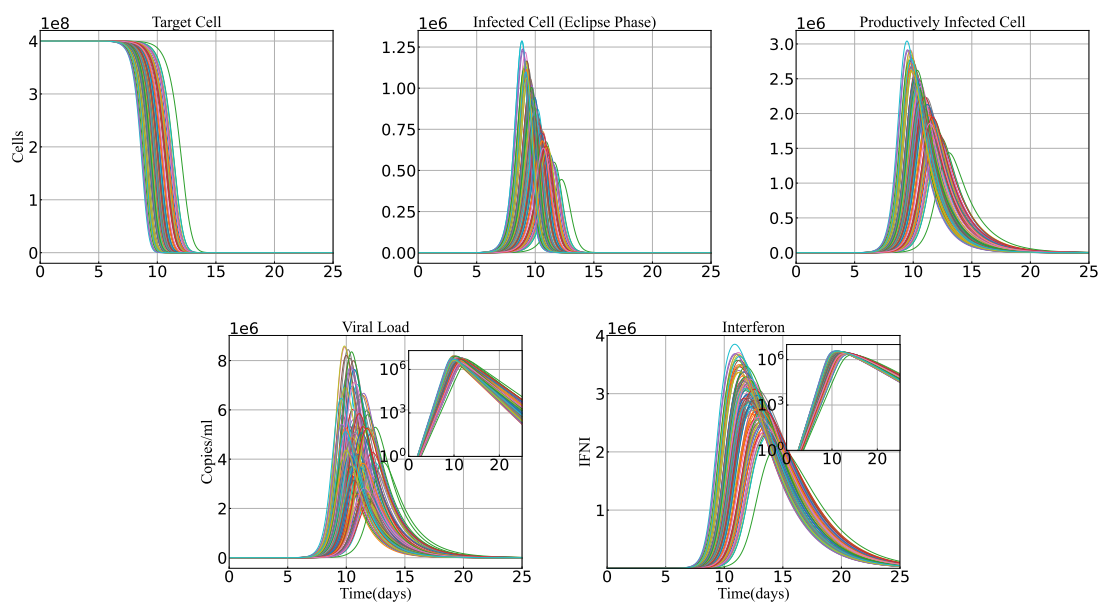 Target Cell
1e8
4
3
2
1
0
Cells
0 5 10 15 20 25
Infected Cell (Eclipse Phase)
1e6
1.25
1.00
0.75
0.50
0.25
0.00
0 5 10 15 20 25
Productively Infected Cell
1e6
3.0
2.5
2.0
1.5
1.0
0.5
0.0
0 5 10 15 20 25
Viral Load
1e6
8
6
4
2
0
Copies/ml
10^6
10^3
10^0
0 10 20
0 5 10 15 20 25
Time(days)
Interferon
1e6
4
3
2
1
IFNI
10^6
10^3
10^0
0 10 20
0 5 10 15 20 25
Time(days)